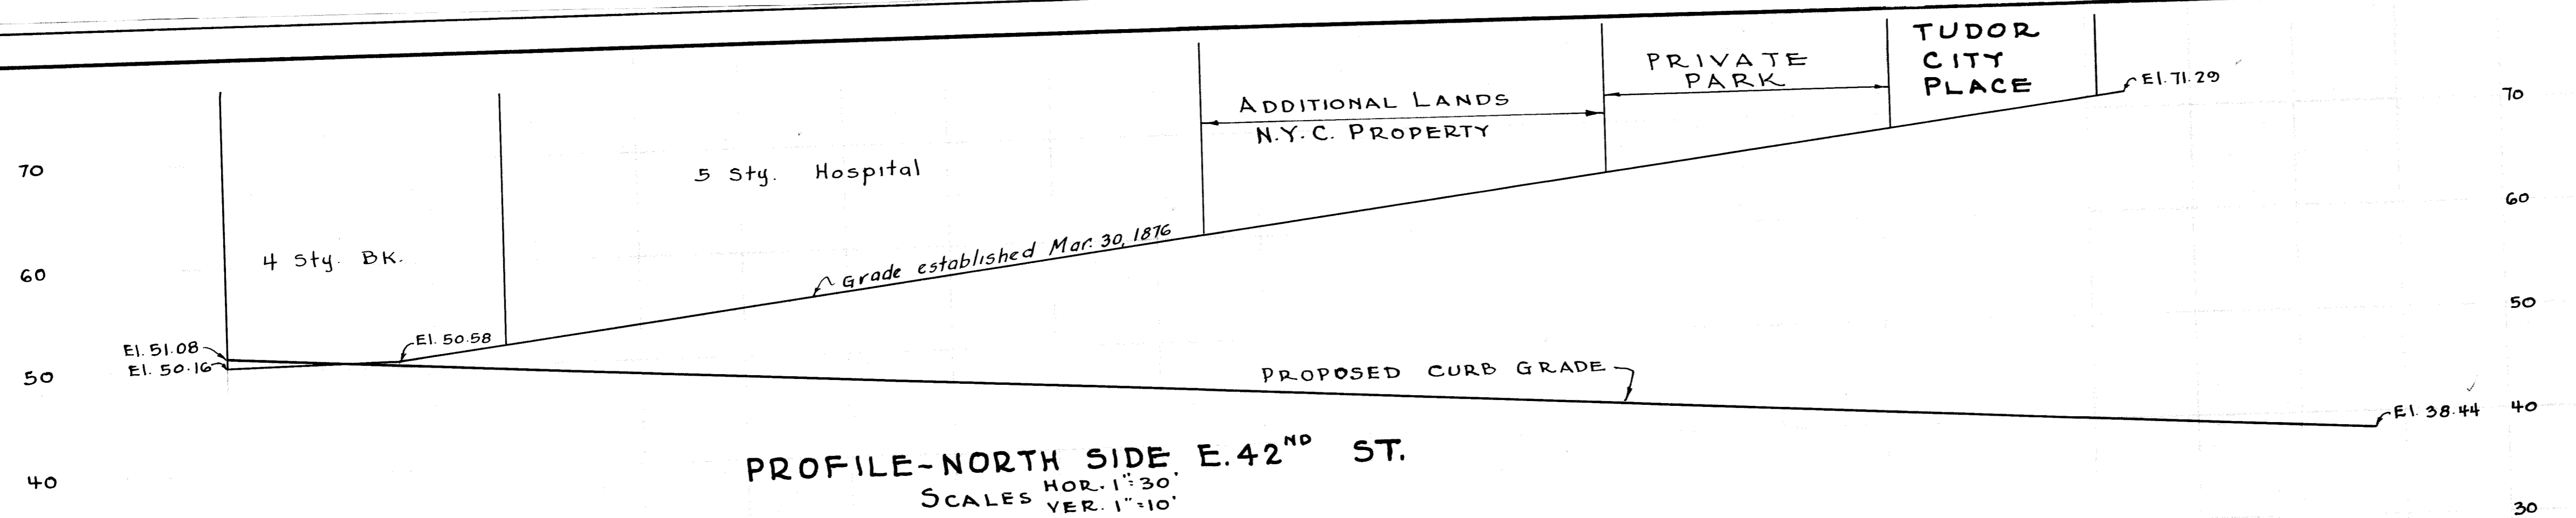 TUDOR
CITY
PLACE
PRIVATE
PARK
ADDITIONAL LANDS
N.Y.C. PROPERTY
El. 71.29
70
70
5 Sty. Hospital
60
4 Sty. BK.
60
Grade established Mar. 30, 1876
50
El. 51.08
El. 50.16
El. 50.58
50
PROPOSED CURB GRADE
El. 38.44
40
40
PROFILE-NORTH SIDE E. 42ND ST.
SCALES HOR. 1"=30'
VER. 1"=10'
30